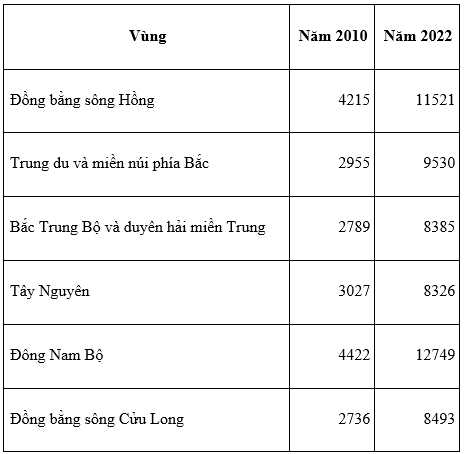 Vùng Năm 2010 Năm 2022
Đồng bằng sông Hồng 4215 11521
Trung du và miền núi phía Bắc 2955 9530
Bắc Trung Bộ và duyên hải miền Trung 2789 8385
Tây Nguyên 3027 8326
Đông Nam Bộ 4422 12749
Đồng bằng sông Cửu Long 2736 8493